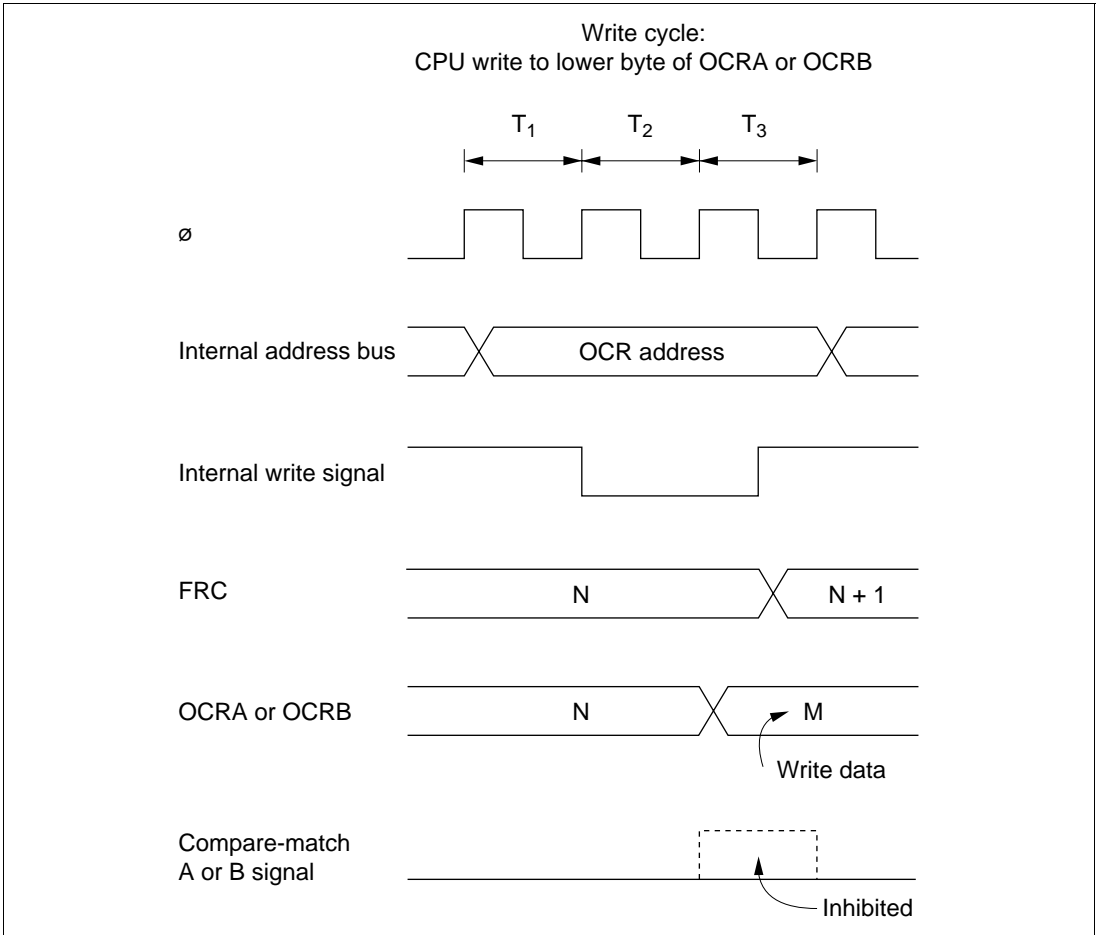 Write cycle:
CPU write to lower byte of OCRA or OCRB
T₁ T₂ T₃
ø
Internal address bus
OCR address
Internal write signal
FRC
N
N + 1
OCRA or OCRB
N
M
Write data
Compare-match
A or B signal
Inhibited